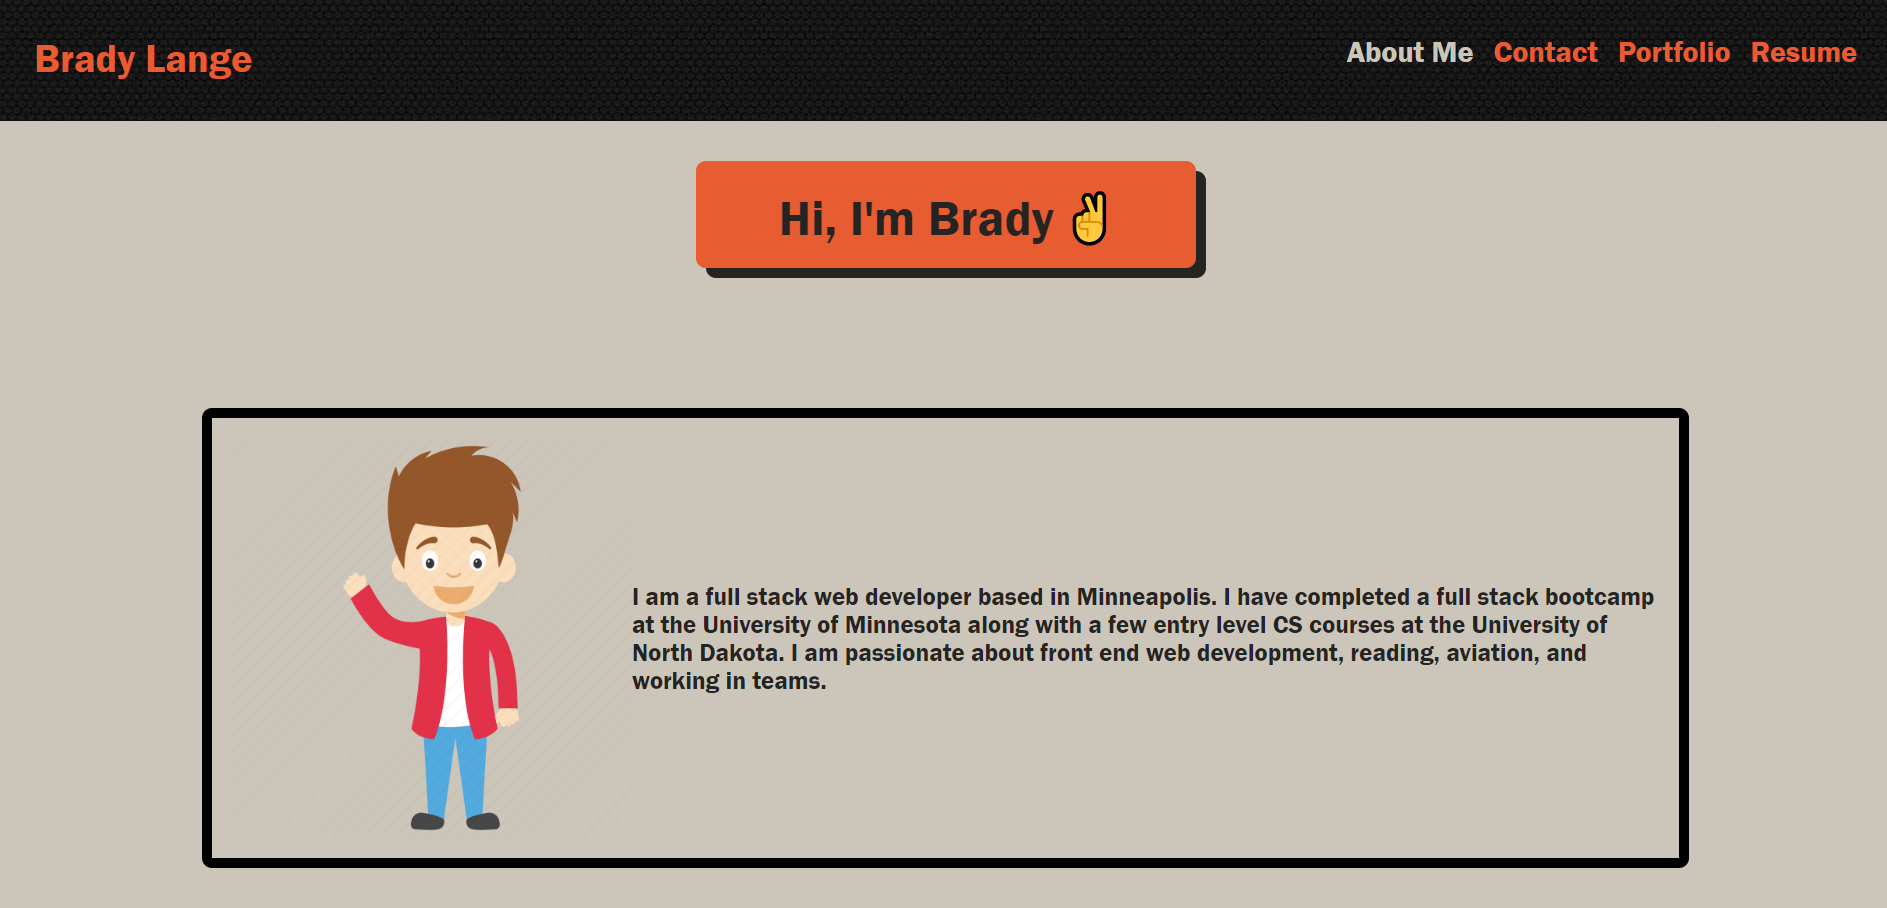 Brady Lange
About Me Contact Portfolio Resume
Hi, I'm Brady ✌
I am a full stack web developer based in Minneapolis. I have completed a full stack bootcamp
at the University of Minnesota along with a few entry level CS courses at the University of
North Dakota. I am passionate about front end web development, reading, aviation, and
working in teams.